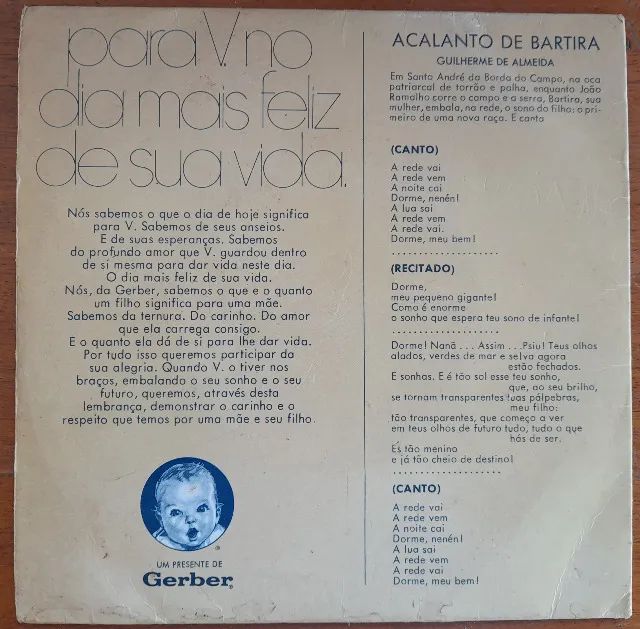 para V. no
dia mais feliz
de sua vida.
Nós sabemos o que o dia de hoje significa
para V. Sabemos de seus anseios.
E de suas esperanças. Sabemos
do profundo amor que V. guardou dentro
de si mesma para dar vida neste dia.
O dia mais feliz de sua vida.
Nós, da Gerber, sabemos o que e o quanto
um filho significa para uma mãe.
Sabemos da ternura. Do carinho. Do amor
que ela carrega consigo.
E o quanto ela dá de si para lhe dar vida.
Por tudo isso queremos participar da
sua alegria. Quando V. o tiver nos
braços, embalando o seu sonho e o seu
futuro, queremos, através desta
lembrança, demonstrar o carinho e o
respeito que temos por uma mãe e seu filho.
UM PRESENTE DE
Gerber®
ACALANTO DE BARTIRA
GUILHERME DE ALMEIDA
Em Santo André da Borda do Campo, na oca
patriarcal de torrão e palha, enquanto João
Ramalho corre o campo e a serra, Bartira, sua
mulher, embala, na rede, o sono do filho: o pri-
meiro de uma nova raça. E canta
(CANTO)
A rede vai
A rede vem
A noite cai
Dorme, nenén!
A lua sai
A rede vem
A rede vai.
Dorme, meu bem!
...................
(RECITADO)
Dorme,
meu pequeno gigante!
Como é enorme
o sonho que espera teu sono de infante!
...................
Dorme! Nanã . . . Assim . . . Psiu! Teus olhos
alados, verdes de mar e selva agora
estão fechados.
E sonhas. E é tão sol esse teu sonho,
que, ao seu brilho,
se tornam transparentes tuas pálpebras,
meu filho:
tão transparentes, que começo a ver
em teus olhos de futuro tudo, tudo o que
hás de ser.
És tão menino
e já tão cheio de destino!
...................
(CANTO)
A rede vai
A rede vem
A noite cai
Dorme, nenén!
A lua sai
A rede vem
A rede vai
Dorme, meu bem!